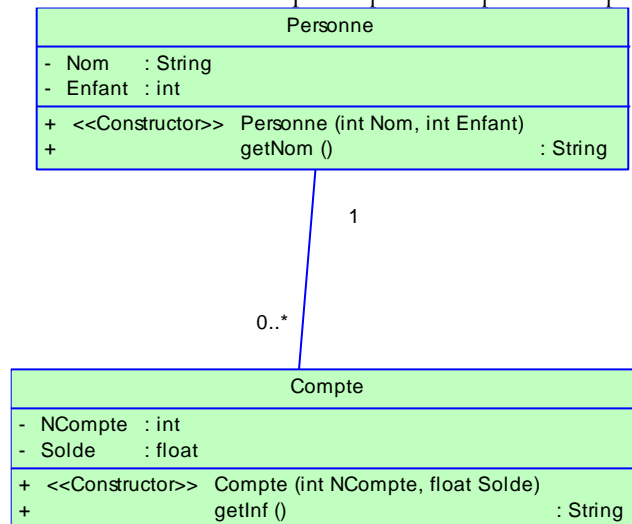 Personne
- Nom : String
- Enfant : int
+ <<Constructor>> Personne (int Nom, int Enfant)
+ getNom () : String
1
0..*
Compte
- NCompte : int
- Solde : float
+ <<Constructor>> Compte (int NCompte, float Solde)
+ getInf () : String